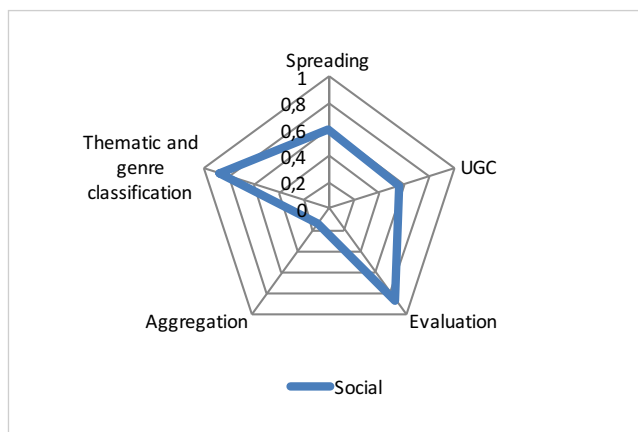 Spreading
1
0,8
0,6
0,4
0,2
0
Thematic and
genre
classification
UGC
Aggregation
Evaluation
Social